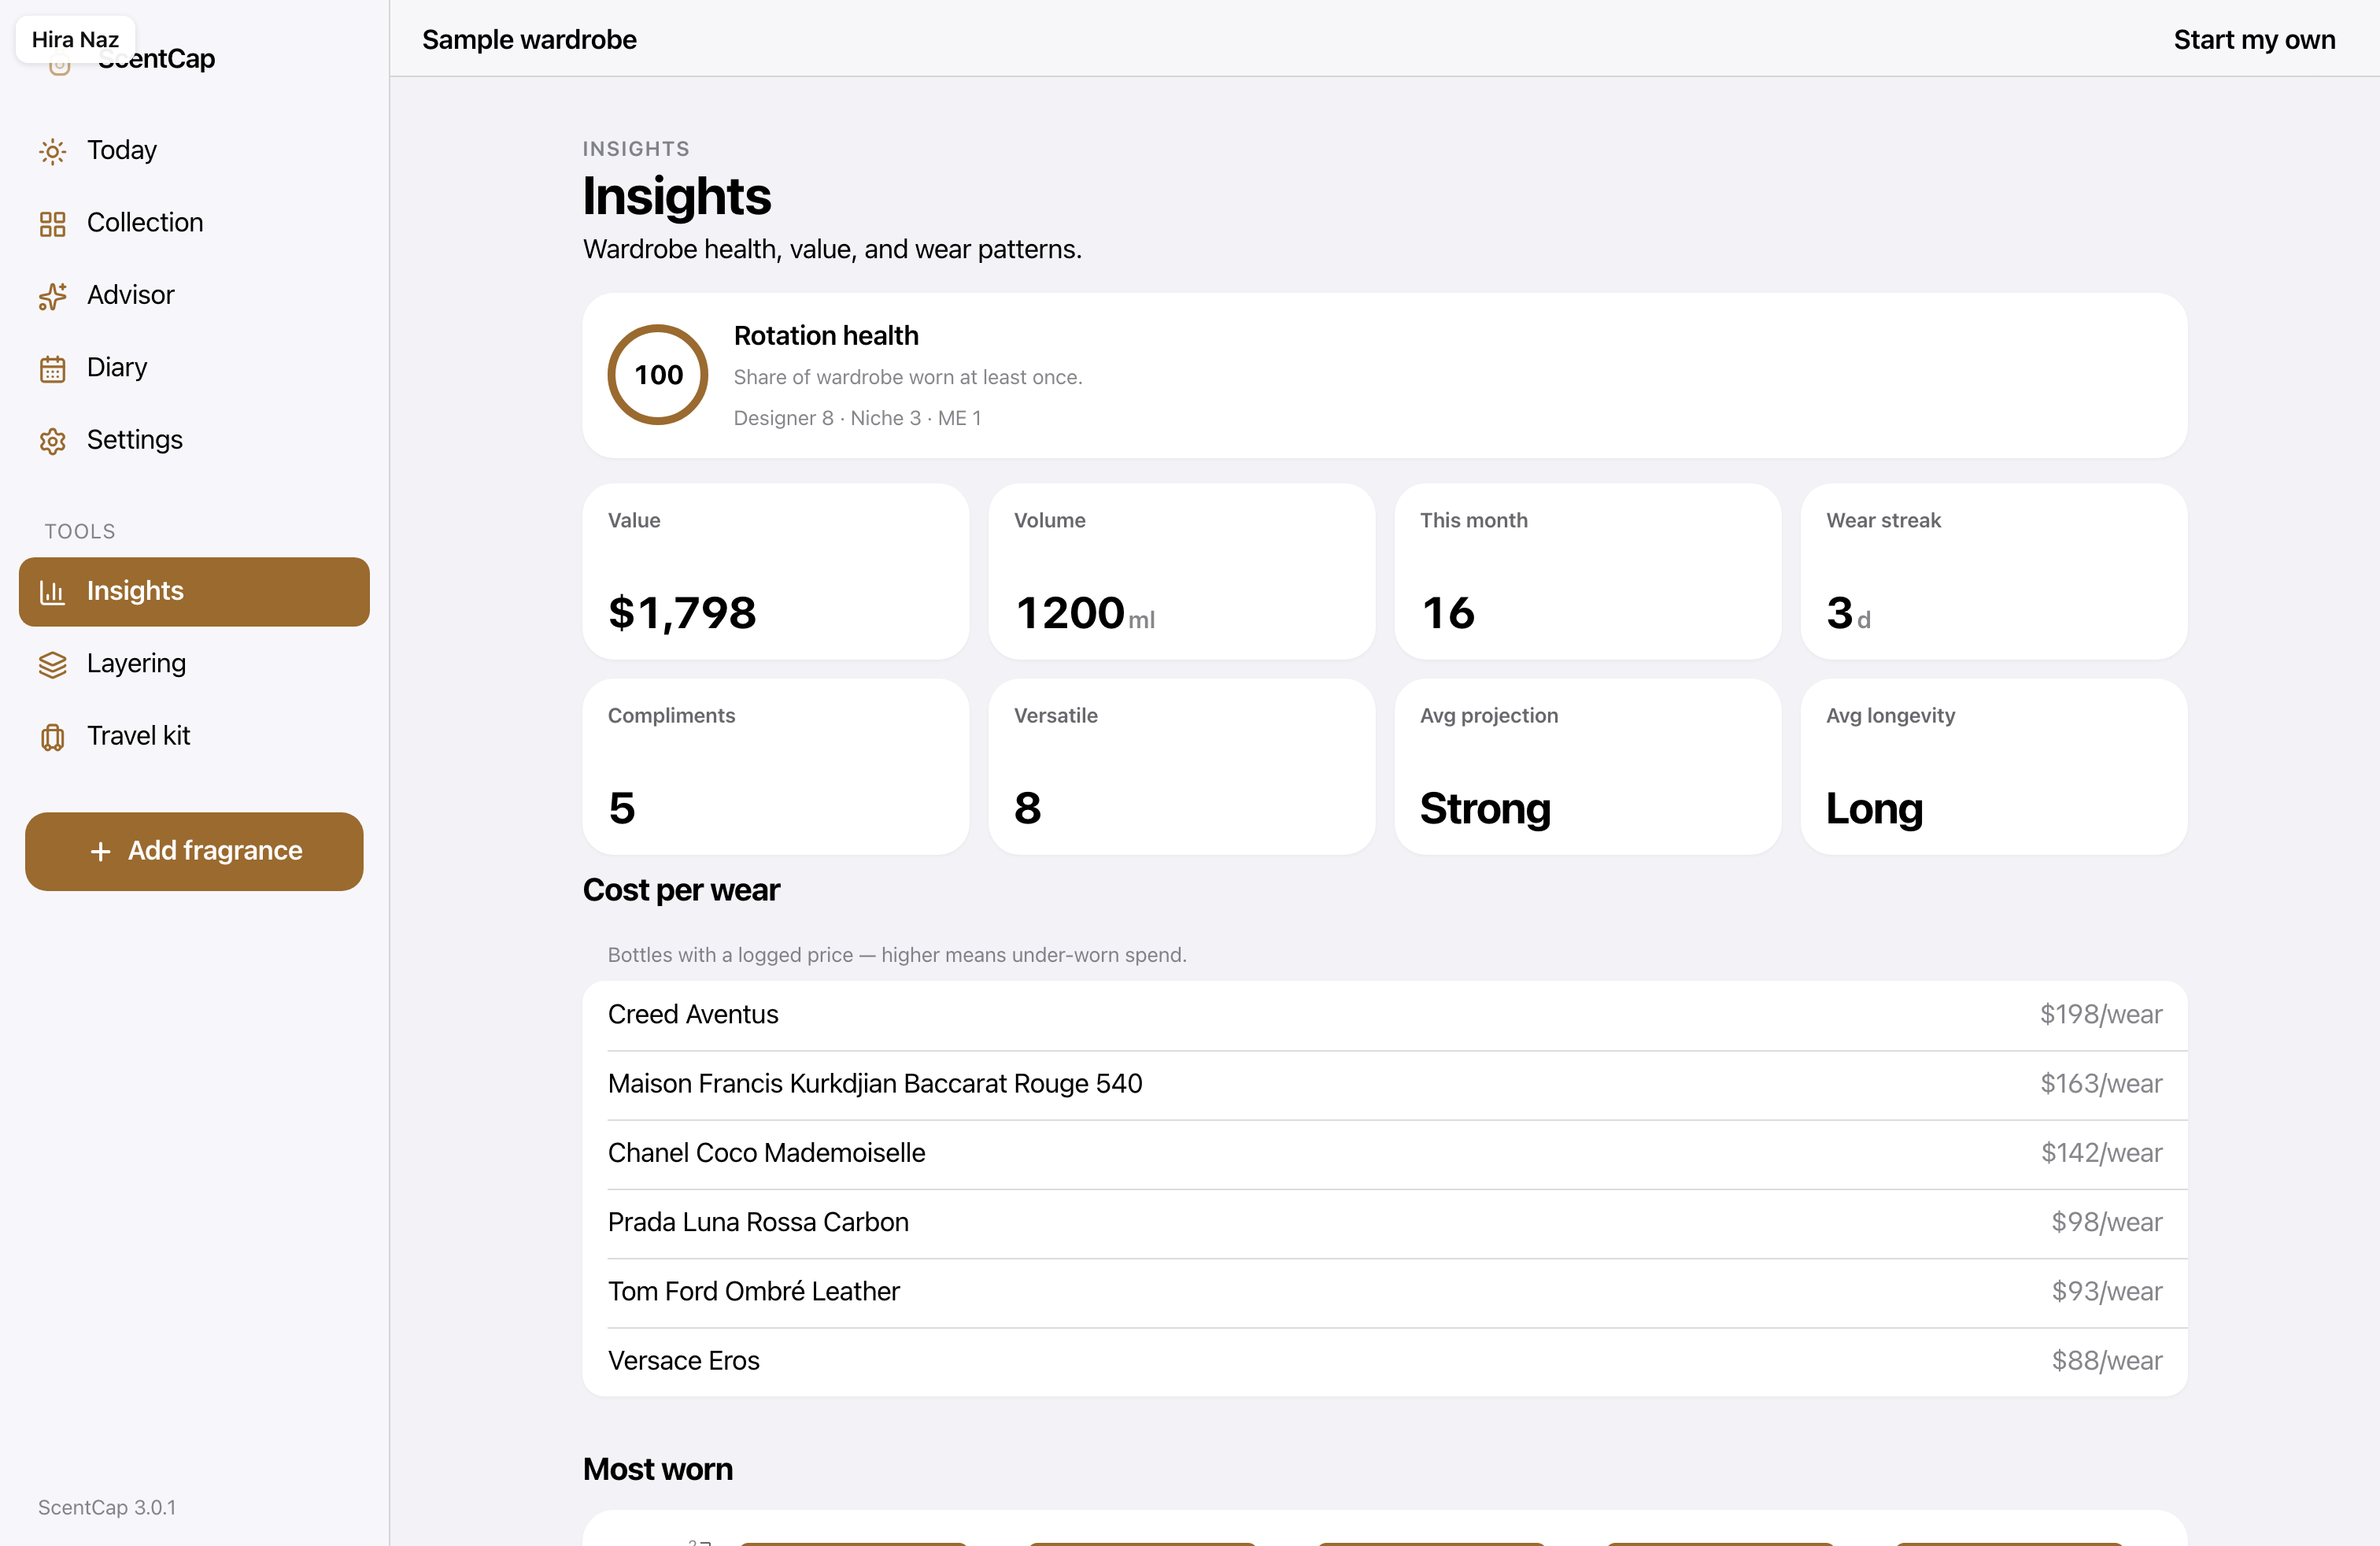 Hira Naz
ScentCap
Today
Collection
Advisor
Diary
Settings
TOOLS
Insights
Layering
Travel kit
+ Add fragrance
ScentCap 3.0.1
Sample wardrobe
Start my own
INSIGHTS
Insights
Wardrobe health, value, and wear patterns.
100
Rotation health
Share of wardrobe worn at least once.
Designer 8 · Niche 3 · ME 1
Value
$1,798
Volume
1200 ml
This month
16
Wear streak
3 d
Compliments
5
Versatile
8
Avg projection
Strong
Avg longevity
Long
Cost per wear
Bottles with a logged price — higher means under-worn spend.
Creed Aventus
$198/wear
Maison Francis Kurkdjian Baccarat Rouge 540
$163/wear
Chanel Coco Mademoiselle
$142/wear
Prada Luna Rossa Carbon
$98/wear
Tom Ford Ombré Leather
$93/wear
Versace Eros
$88/wear
Most worn